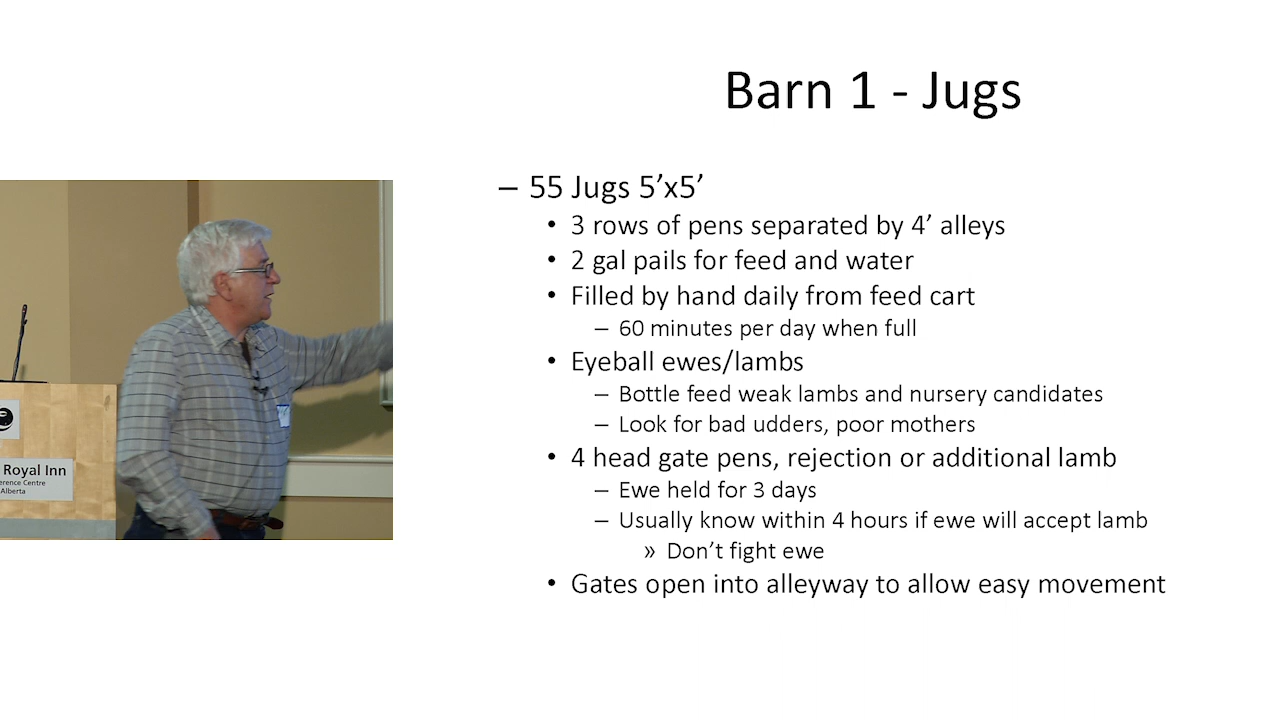 Barn 1 - Jugs
– 55 Jugs 5’x5’
• 3 rows of pens separated by 4’ alleys
• 2 gal pails for feed and water
• Filled by hand daily from feed cart
– 60 minutes per day when full
• Eyeball ewes/lambs
– Bottle feed weak lambs and nursery candidates
– Look for bad udders, poor mothers
• 4 head gate pens, rejection or additional lamb
– Ewe held for 3 days
– Usually know within 4 hours if ewe will accept lamb
» Don’t fight ewe
• Gates open into alleyway to allow easy movement
Royal Inn
erence Centre
Alberta